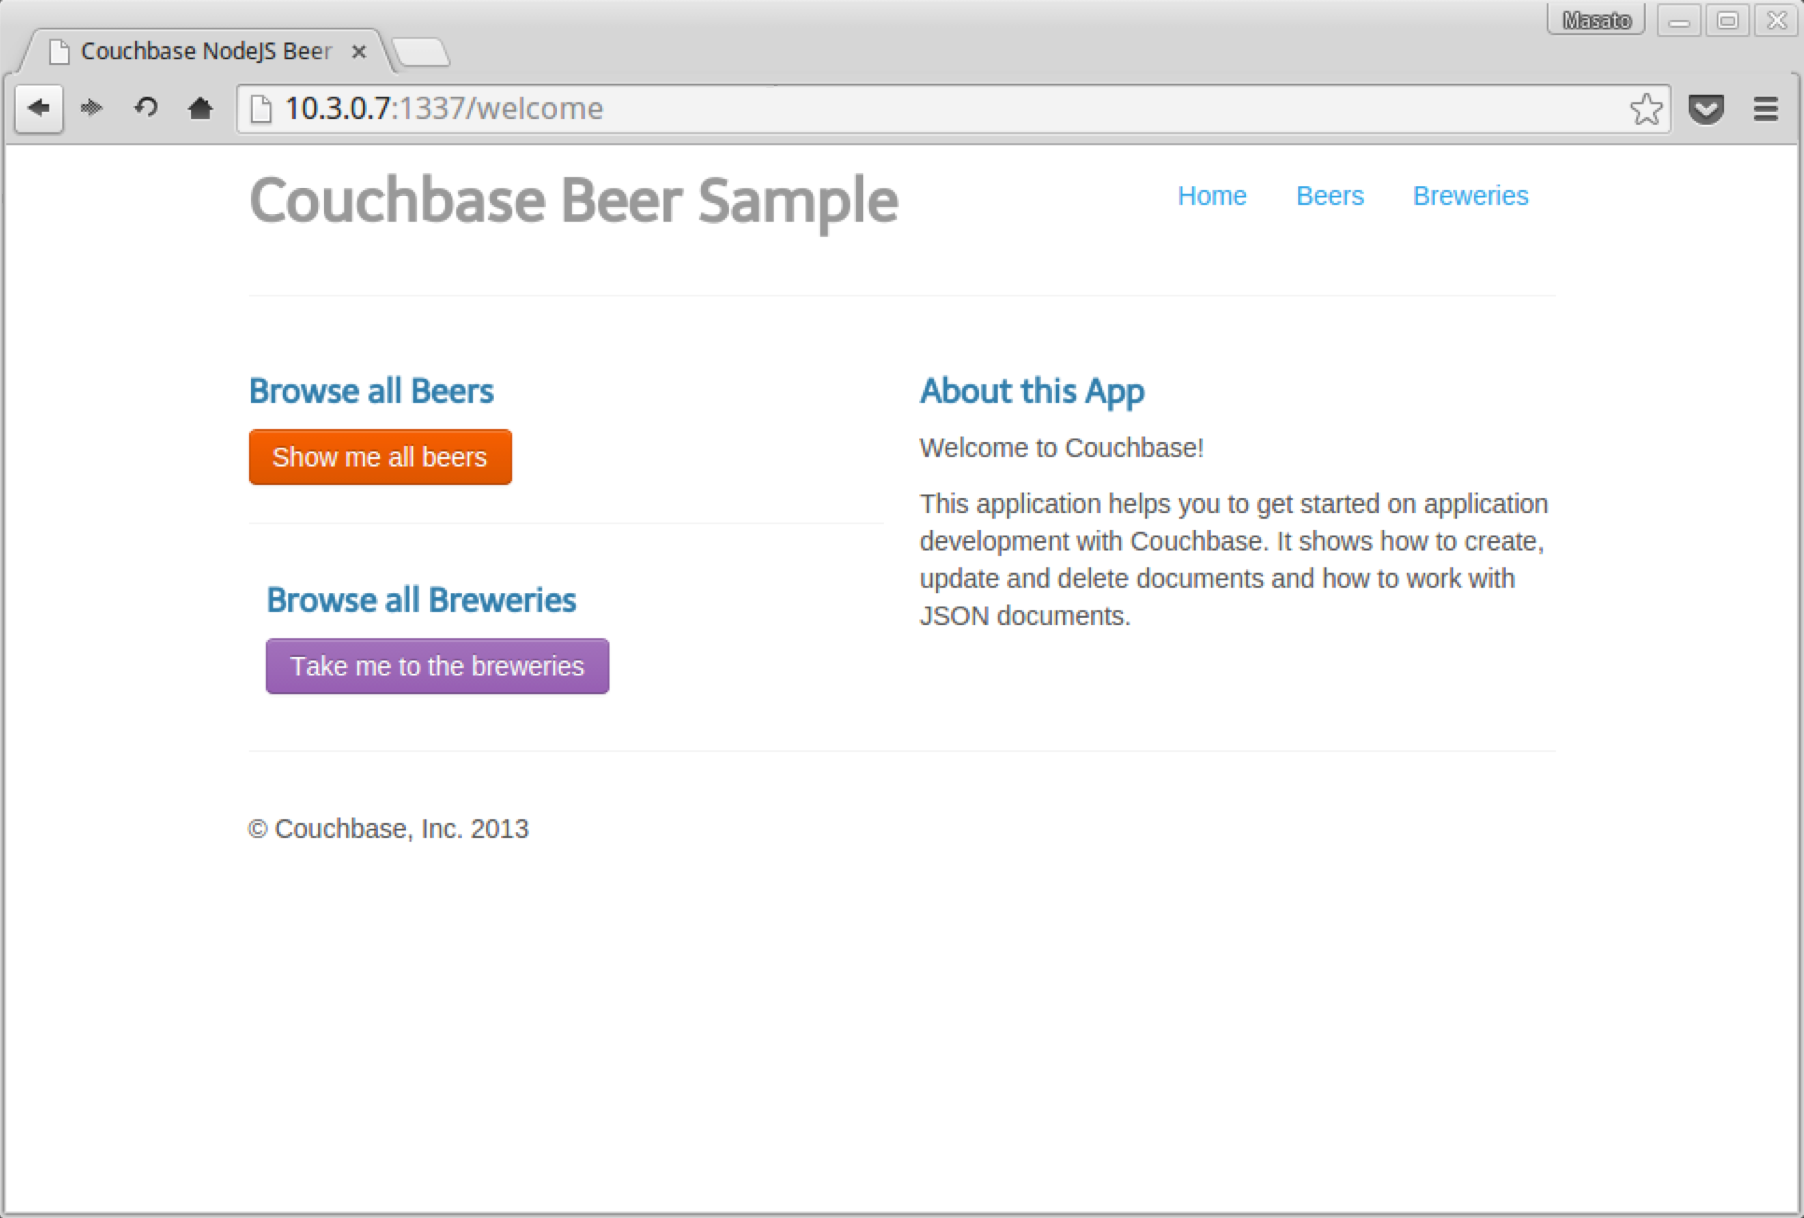 Masato
Couchbase NodeJS Beer
10.3.0.7:1337/welcome
Couchbase Beer Sample
Home Beers Breweries
Browse all Beers
Show me all beers
Browse all Breweries
Take me to the breweries
About this App
Welcome to Couchbase!
This application helps you to get started on application
development with Couchbase. It shows how to create,
update and delete documents and how to work with
JSON documents.
© Couchbase, Inc. 2013